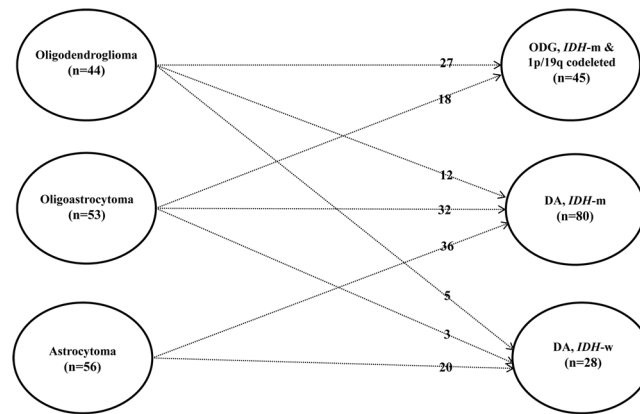 Oligodendroglioma
(n=44)
ODG, IDH-m &
1p/19q codeleted
(n=45)
27
18
Oligoastrocytoma
(n=53)
12
32
DA, IDH-m
(n=80)
36
5
3
Astrocytoma
(n=56)
20
DA, IDH-w
(n=28)